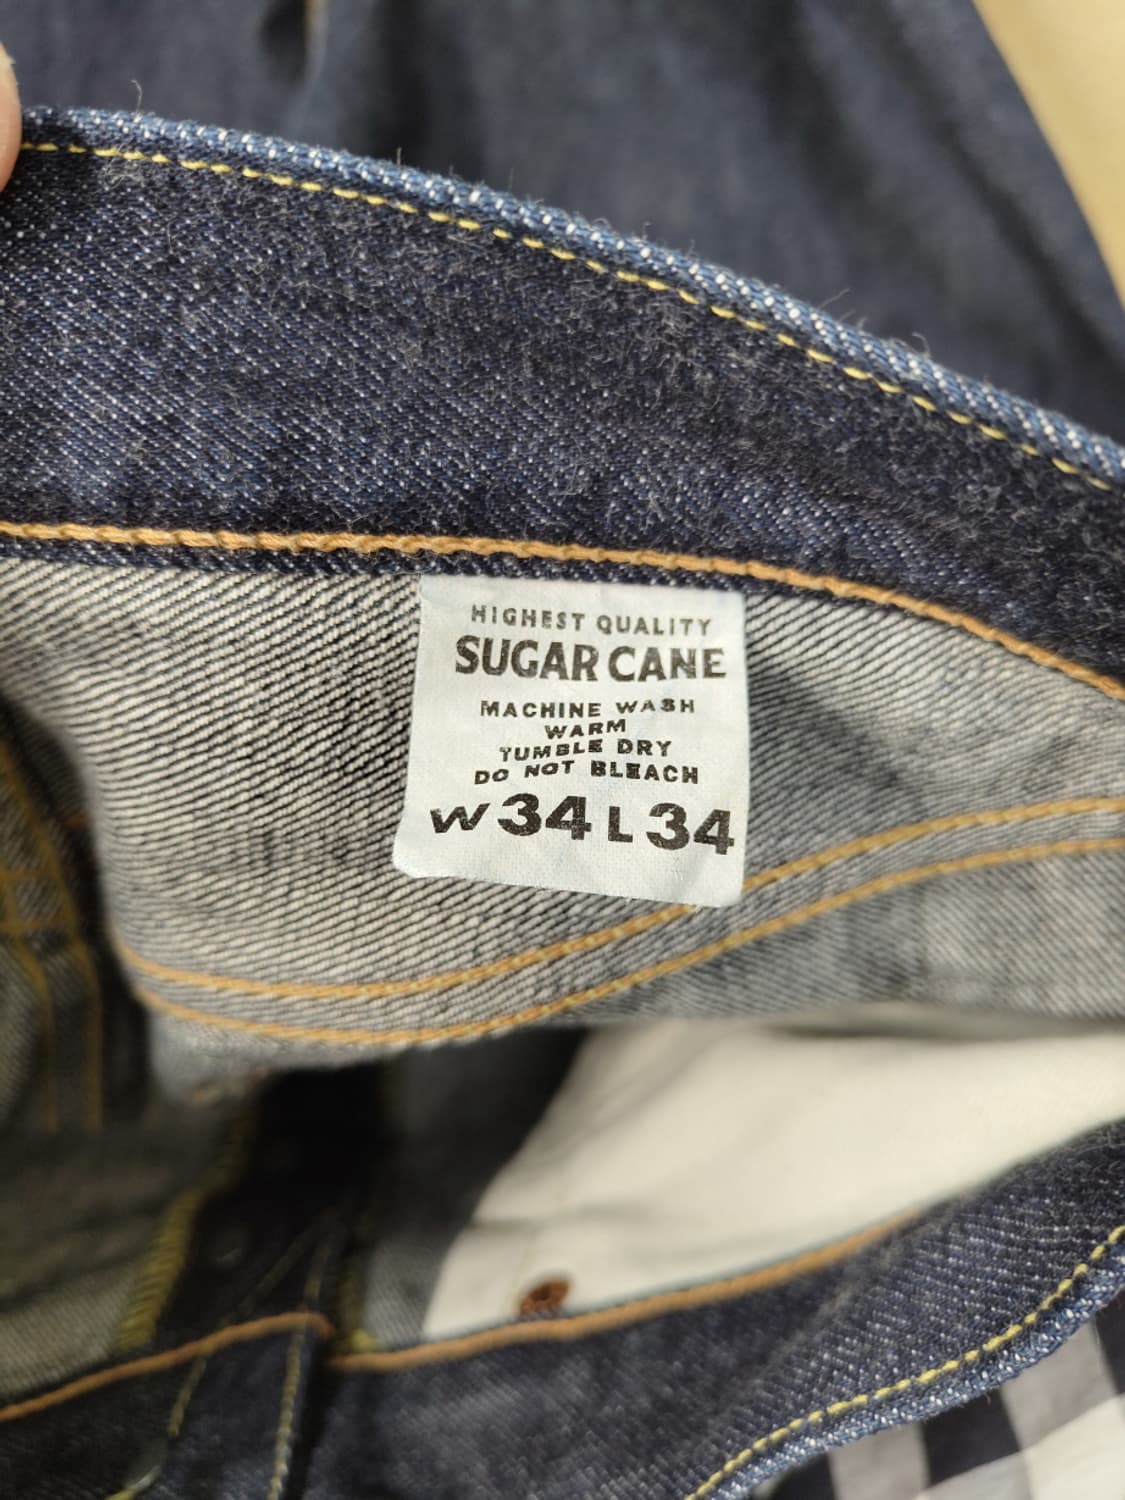 HIGHEST QUALITY
SUGAR CANE
MACHINE WASH
WARM
TUMBLE DRY
DO NOT BLEACH
W34 L34